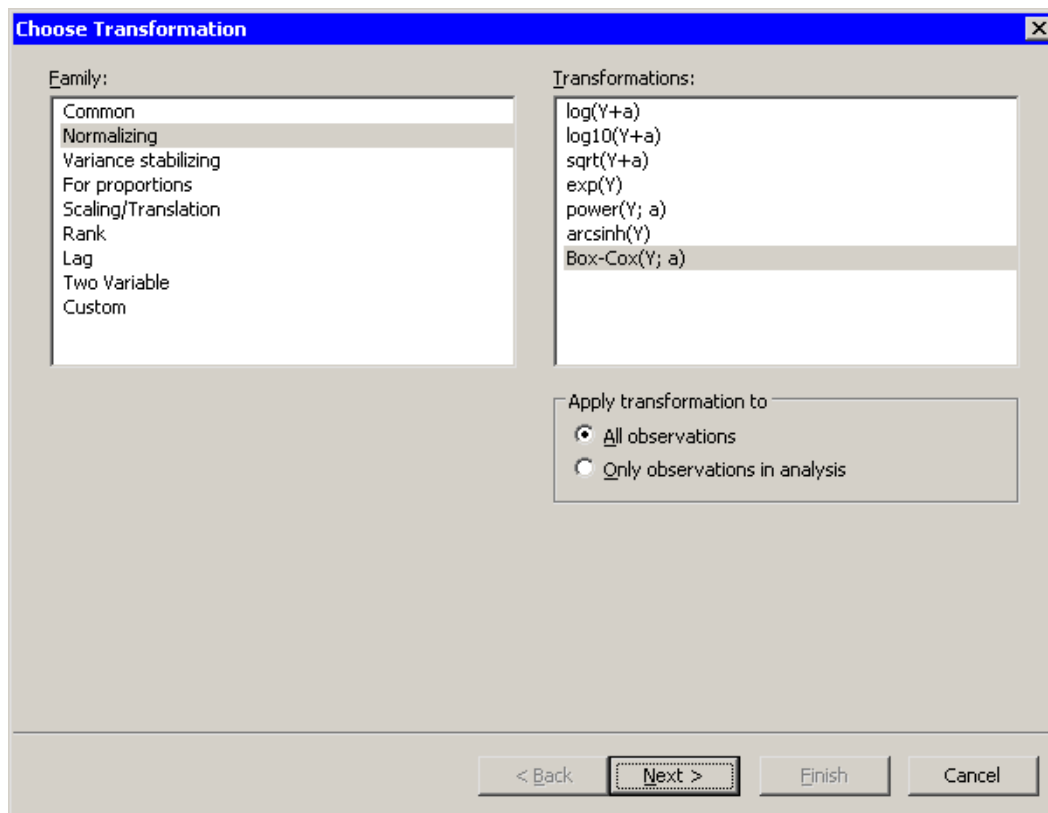 Choose Transformation
Family:
Common
Normalizing
Variance stabilizing
For proportions
Scaling/Translation
Rank
Lag
Two Variable
Custom
Transformations:
log(Y+a)
log10(Y+a)
sqrt(Y+a)
exp(Y)
power(Y; a)
arcsinh(Y)
Box-Cox(Y; a)
Apply transformation to
All observations
Only observations in analysis
< Back
Next >
Finish
Cancel